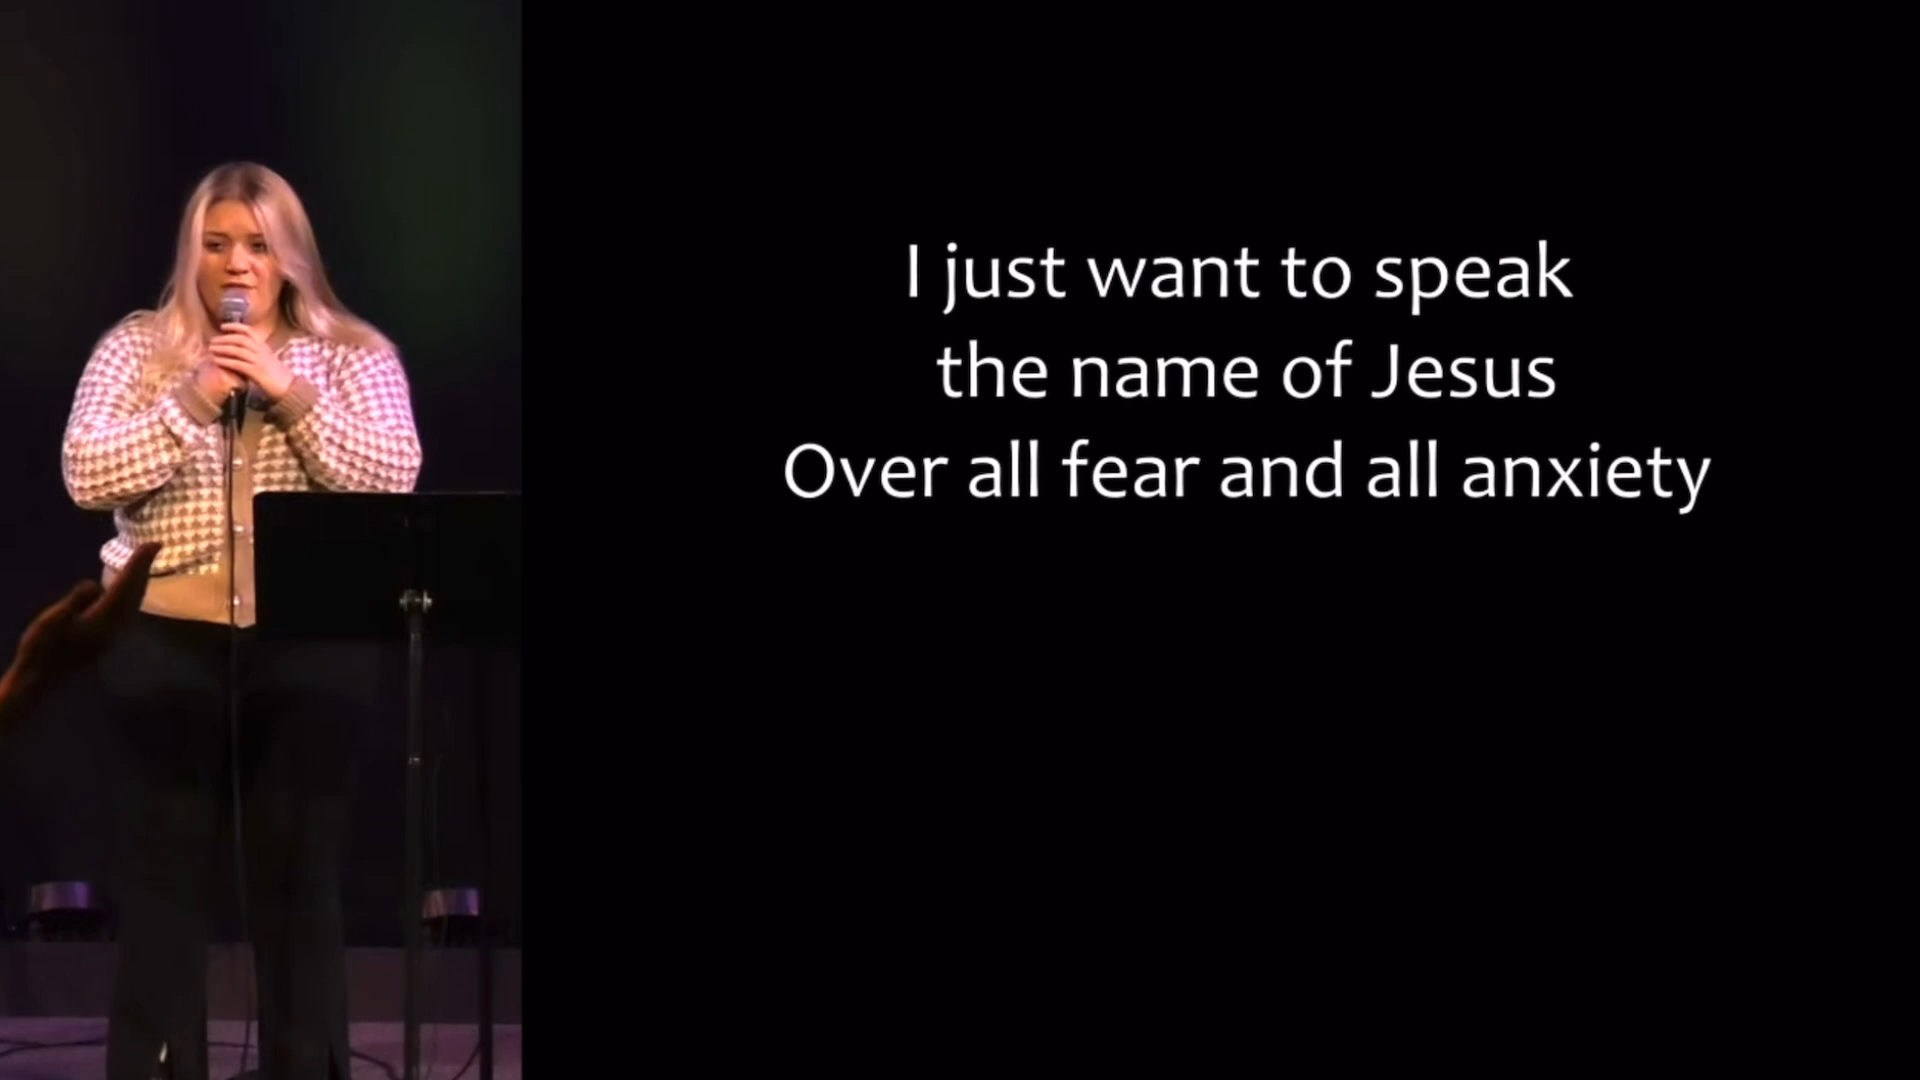 I just want to speak
the name of Jesus
Over all fear and all anxiety